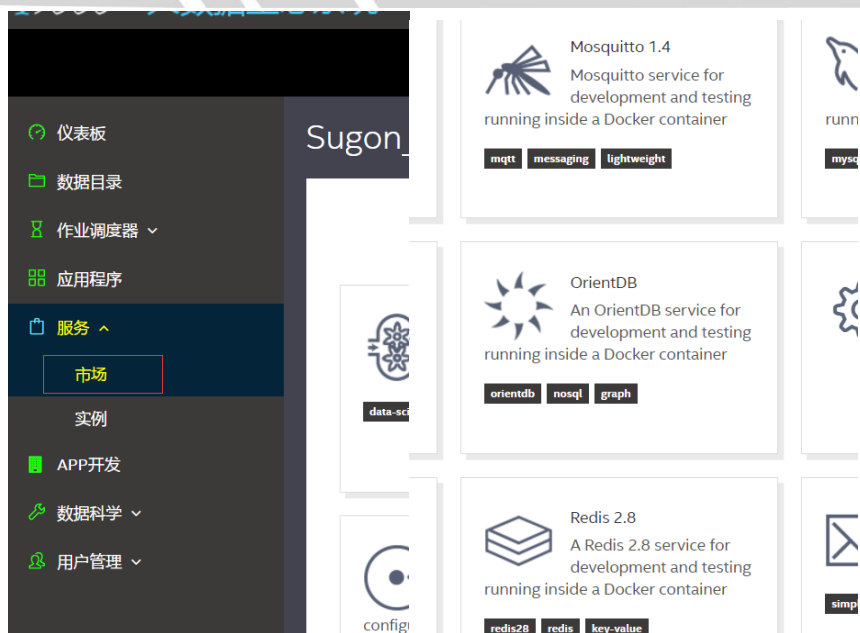 仪表板
数据目录
作业调度器
应用程序
服务
市场
实例
APP开发
数据科学
用户管理
Sugon_
data-sci
Mosquitto 1.4
Mosquitto service for
development and testing
running inside a Docker container
mqtt messaging lightweight
OrientDB
An OrientDB service for
development and testing
running inside a Docker container
orientdb nosql graph
Redis 2.8
A Redis 2.8 service for
development and testing
running inside a Docker container
redis28 redis key-value